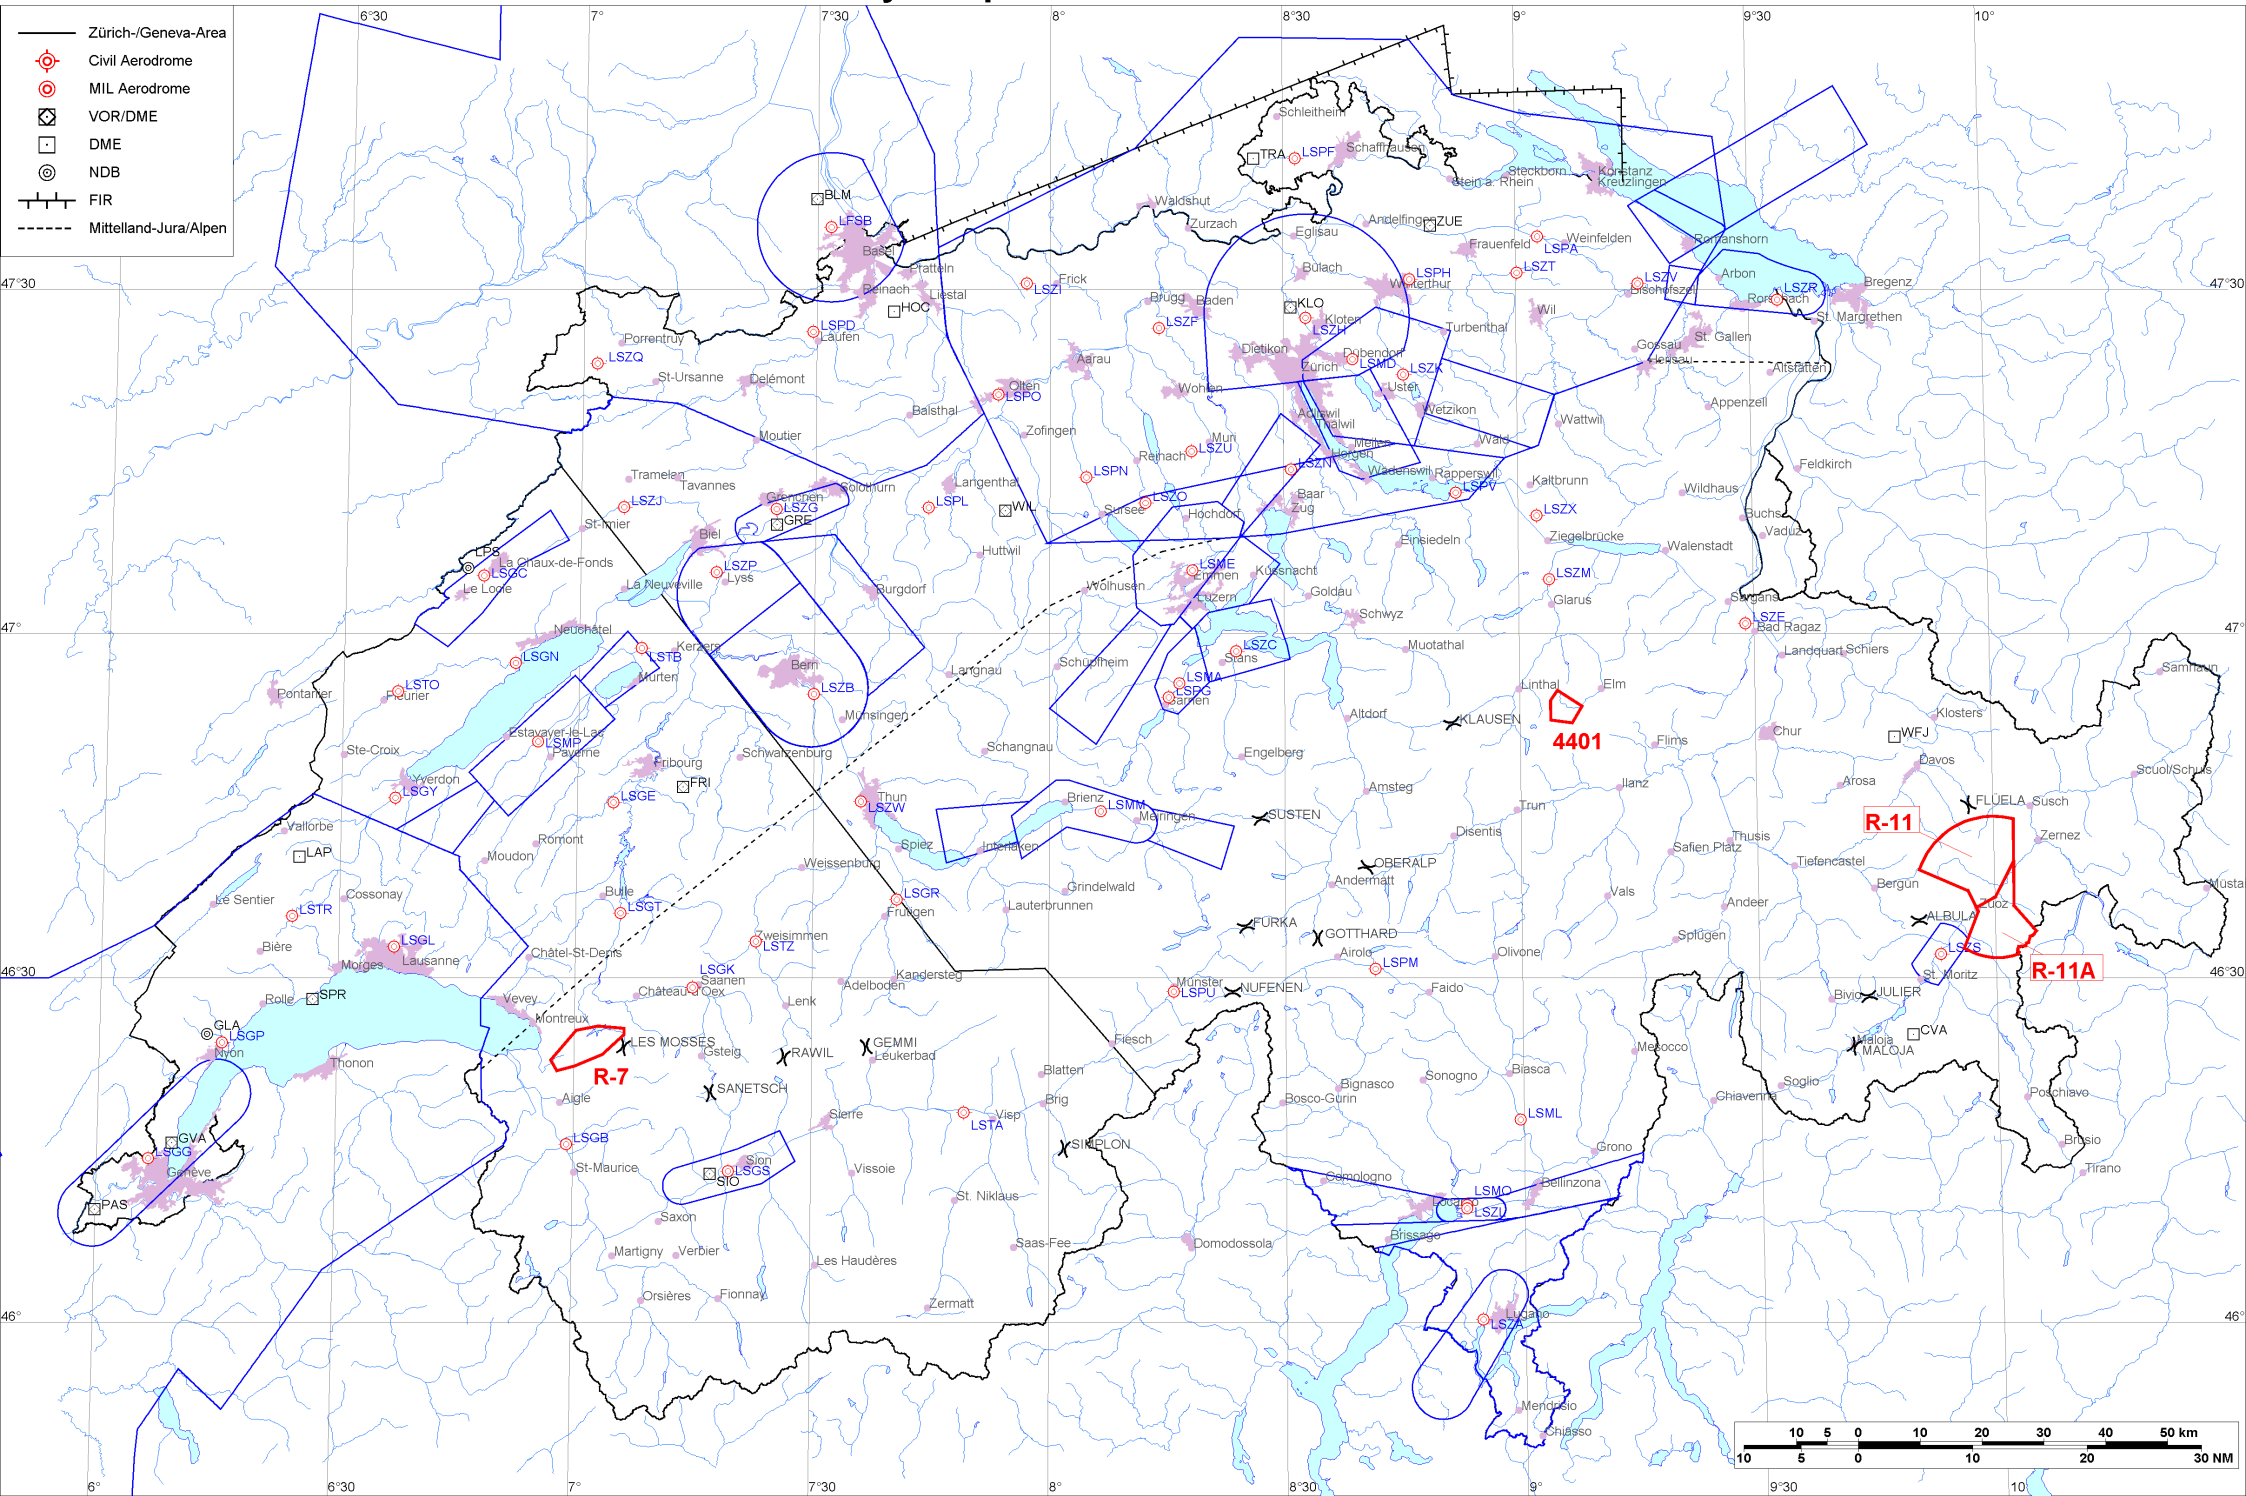 6°30
7°
7°30
8°
8°30
9°
9°30
10°
Zürich-/Geneva-Area
Civil Aerodrome
MIL Aerodrome
VOR/DME
DME
NDB
FIR
Mittelland-Jura/Alpen
Schleitheim
TRA
LSPF
Schaffhausen
Steckborn
Stein a. Rhein
Konstanz
Kreuzlingen
BLM
LFSB
Basel
Waldshut
Zurzach
Eglisau
Andelfingen
ZUE
Frauenfeld
LSPA
Weinfelden
Romanshorn
Pratteln
Reinach
Liestal
HOC
LSZI
Frick
Bülach
LSPH
Winterthur
LSZT
LSZV
Bischofszell
Arbon
LSZR
Rorschach
Bregenz
St. Margrethen
47°30
47°30
LSPD
Laufen
Brugg
Baden
LSZF
KLO
Kloten
LSZH
Wil
Turbenthal
St. Gallen
Gossau
Herisau
Altstätten
Porrentruy
LSZQ
St-Ursanne
Delémont
Aarau
Olten
LSPO
Dietikon
Zürich
Dübendorf
LSMD
LSZK
Uster
Wetzikon
Wohlen
Balsthal
Zofingen
Adliswil
Thalwil
Meilen
Horgen
Wald
Wattwil
Appenzell
Moutier
Muri
LSZU
Reinach
LSPN
LSZN
Wädenswil
Rapperswil
LSPV
Kaltbrunn
Wildhaus
Feldkirch
Tramelan
Tavannes
Grenchen
Solothurn
LSZG
GRE
LSZJ
St-Imier
Langenthal
LSPL
WIL
LSZO
Sursee
Hochdorf
Baar
Zug
LSZX
Ziegelbrücke
Buchs
Vaduz
Walenstadt
Biel
LPS
La Chaux-de-Fonds
LSGC
Le Locle
LSZP
Lyss
La Neuveville
Huttwil
Burgdorf
Wolhusen
LSME
Emmen
Luzern
Küssnacht
Einsiedeln
Goldau
Schwyz
LSZM
Glarus
Sargans
LSZE
Bad Ragaz
47°
47°
Neuchâtel
LSGN
LSTB
Kerzers
Murten
Bern
LSZB
Langnau
Schüpfheim
LSZC
Stans
LSMA
LSPG
Sarnen
Muotathal
Landquart
Schiers
Samnaun
Pontarlier
LSTO
Fleurier
Münsingen
Altdorf
KLAUSEN
Linthal
Elm
4401
Klosters
WFJ
Davos
Chur
Flims
Ste-Croix
Estavayer-le-Lac
LSMP
Payerne
Schwarzenburg
Schangnau
Engelberg
Yverdon
LSGY
Fribourg
FRI
LSGE
Thun
LSZW
Brienz
LSMM
Meiringen
SUSTEN
Amsteg
Trun
Ilanz
Arosa
FLÜELA
Susch
Scuol/Schuls
Zernez
R-11
Vallorbe
LAP
Romont
Moudon
Weissenburg
Spiez
Interlaken
Disentis
OBERALP
Safien Platz
Thusis
Tiefencastel
Bergün
Le Sentier
Cossonay
LSTR
Bulle
LSGT
LSGR
Frutigen
Grindelwald
Lauterbrunnen
Andermatt
FURKA
GOTTHARD
Vals
Andeer
ALBULA
Zuoz
LSZS
St. Moritz
R-11A
Bière
LSGL
Lausanne
Morges
Châtel-St-Denis
Zweisimmen
LSTZ
LSGK
Saanen
Château-d'Oex
Kandersteg
Adelboden
Airolo
LSPM
Olivone
Splügen
46°30
Rolle
SPR
Vevey
Montreux
Lenk
Münster
LSPU
NUFENEN
Faido
Bivio
JULIER
GLA
LSGP
Nyon
Thonon
R-7
LES MOSSES
Gsteig
RAWIL
GEMMI
Leukerbad
Fiesch
Mesocco
CVA
Maloja
MALOJA
SANETSCH
Aigle
Blatten
Brig
Visp
LSTA
Sierre
Bosco-Gurin
Bignasco
Sonogno
Biasca
LSML
Chiavenna
Soglio
Poschiavo
Brusio
Tirano
GVA
LSGG
Genève
PAS
LSGB
St-Maurice
Sion
LSGS
SIO
Vissoie
SIMPLON
St. Niklaus
Comologno
Grono
Bellinzona
LSMO
Locarno
LSZL
Brissago
Saxon
Martigny
Verbier
Les Haudères
Saas-Fee
Domodossola
Orsières
Fionnay
Zermatt
Lugano
LSZA
46°
46°
Mendrisio
Chiasso
10 5 0 10 20 30 40 50 km
10 5 0 10 20 30 NM
6°
6°30
7°
7°30
8°
8°30
9°
9°30
10°